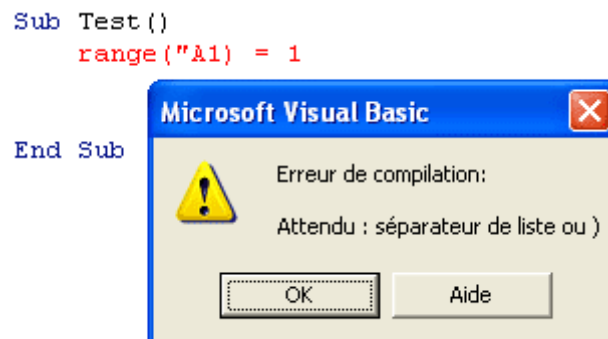 Sub Test()
range("A1) = 1
Microsoft Visual Basic
End Sub
Erreur de compilation:
Attendu : séparateur de liste ou )
OK
Aide